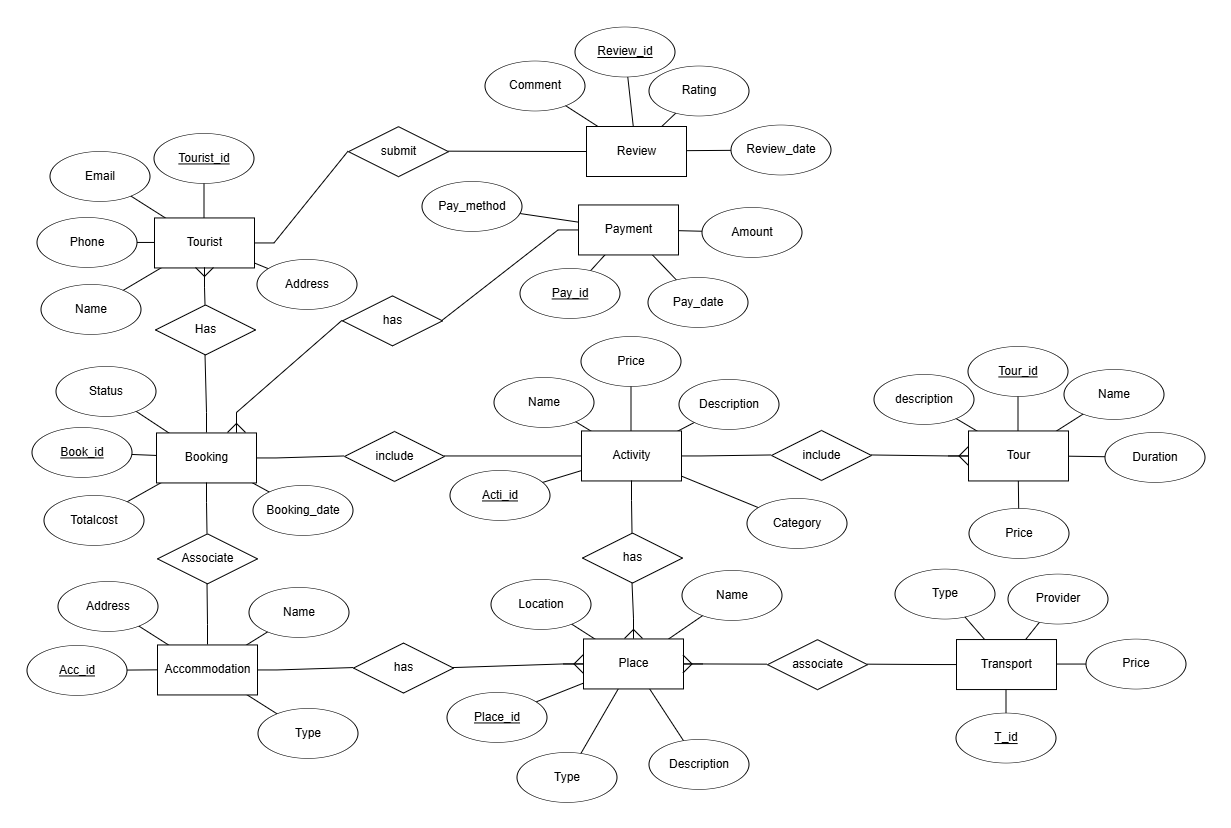 Review_id
Comment
Rating
Review
Review_date
submit
Tourist_id
Email
Phone
Tourist
Name
Address
Pay_method
Payment
Amount
Pay_id
Pay_date
Has
has
Status
Book_id
Booking
Totalcost
Booking_date
include
Price
Name
Description
Activity
Acti_id
Category
include
Tour_id
description
Name
Tour
Duration
Price
Associate
has
Address
Name
Acc_id
Accommodation
Type
has
Location
Name
Place
Place_id
Type
Description
associate
Type
Provider
Transport
Price
T_id